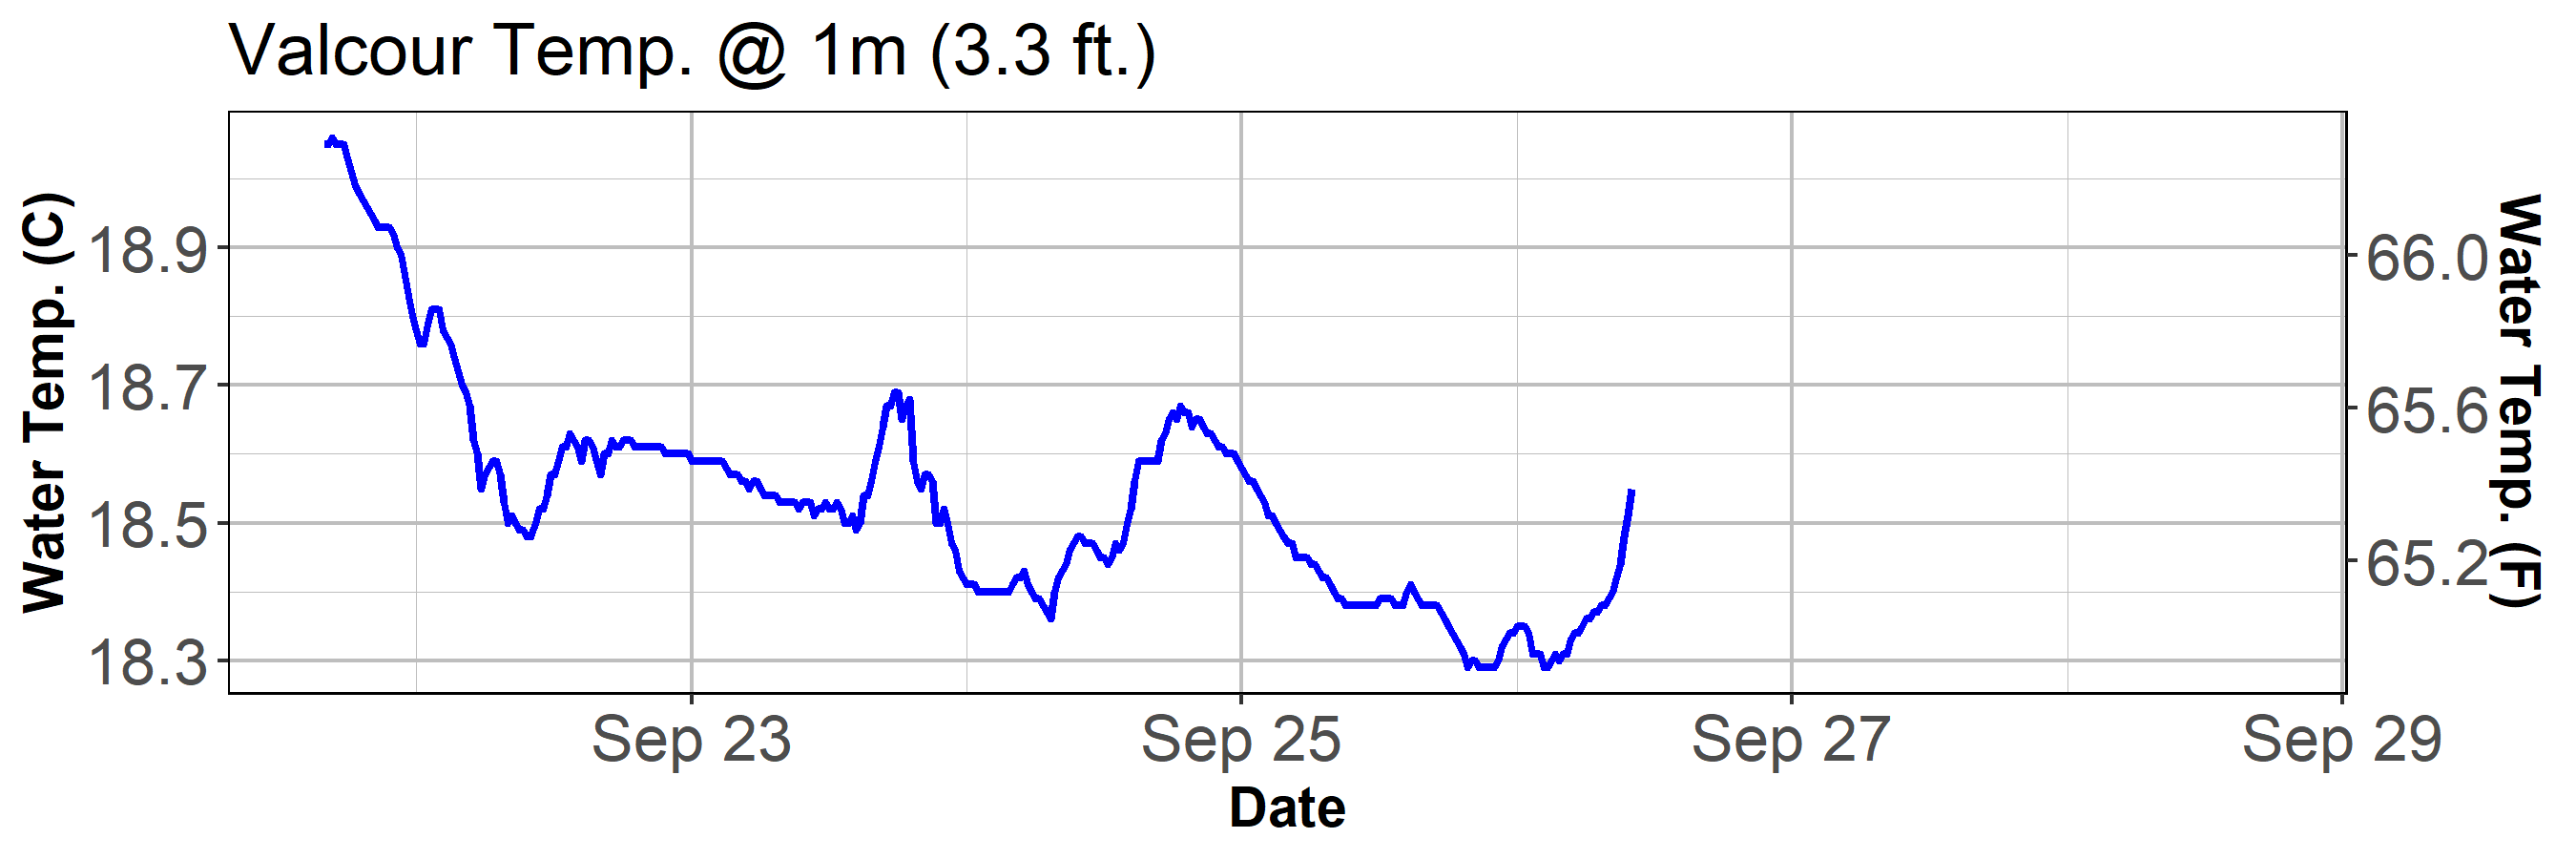 Valcour Temp. @ 1m (3.3 ft.)
Water Temp. (C)
18.9
18.7
18.5
18.3
66.0
65.6
65.2
Water Temp. (F)
Sep 23 Sep 25 Sep 27 Sep 29
Date